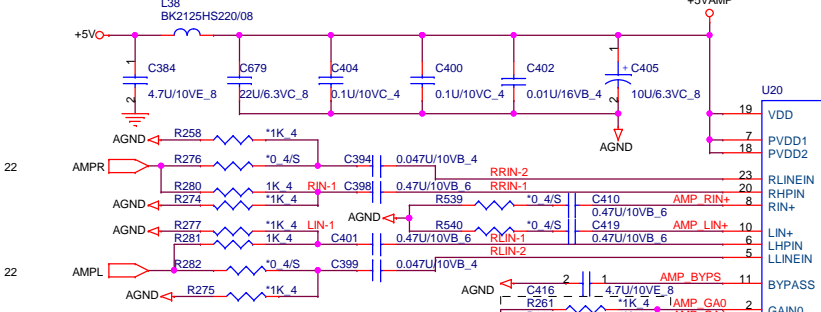 L38
BK2125HS220/08
+5VAMP
+5V
1
C384
C679
C404
C400
C402
1
+ C405
2
4.7U/10VE_8
22U/6.3VC_8
0.1U/10VC_4
0.1U/10VC_4
0.01U/16VB_4
2
10U/6.3VC_8
U20
19
VDD
AGND
R258
*1K_4
AGND
7
PVDD1
18
PVDD2
22
AMPR
R276
*0_4/S
C394
0.047U/10VB_4
RRIN-2
23
RLINEIN
R280
1K_4
RIN-1
C398
0.47U/10VB_6
RRIN-1
20
RHPIN
AGND
R274
*1K_4
R539
*0_4/S
C410
AMP_RIN+
8
RIN+
0.47U/10VB_6
AGND
AGND
R277
*1K_4
LIN-1
R540
*0_4/S
C419
AMP_LIN+
10
LIN+
R281
1K_4
C401
0.47U/10VB_6
RLIN-1
0.47U/10VB_6
6
LHPIN
RLIN-2
5
LLINEIN
22
AMPL
R282
*0_4/S
C399
0.047U/10VB_4
AGND
R275
*1K_4
AGND
2
1
AMP_BYPS
11
BYPASS
C416
4.7U/10VE_8
R261
*1K_4
AMP_GA0
2
GAIN0